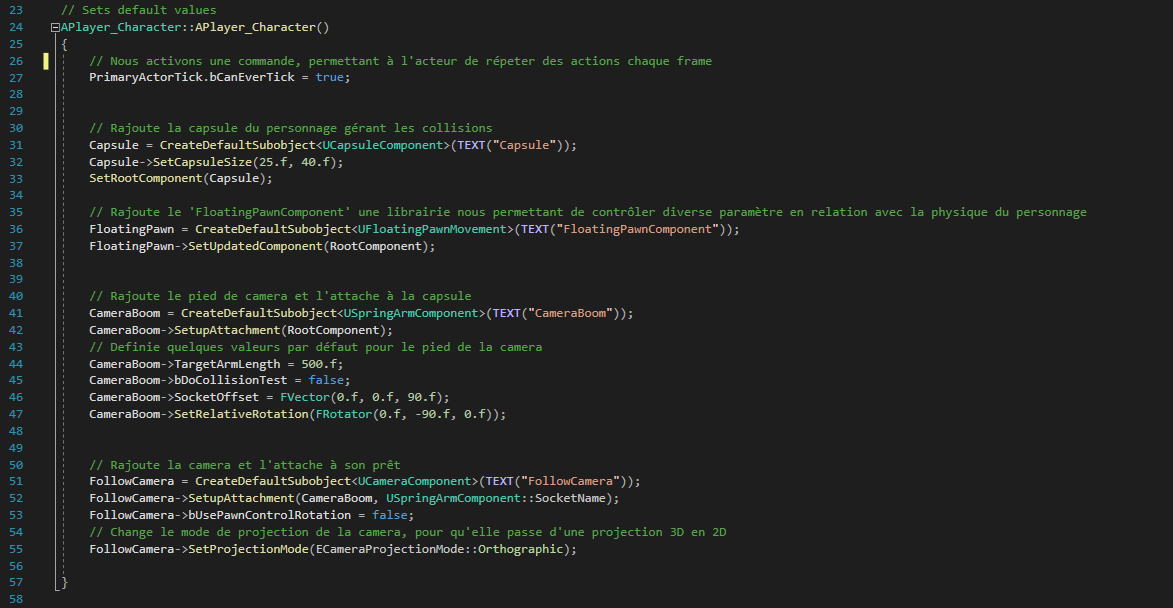 23 // Sets default values
24 APlayer_Character::APlayer_Character()
25 {
26 // Nous activons une commande, permettant à l'acteur de répeter des actions chaque frame
27 PrimaryActorTick.bCanEverTick = true;
28
29
30 // Rajoute la capsule du personnage gérant les collisions
31 Capsule = CreateDefaultSubobject<UCapsuleComponent>(TEXT("Capsule"));
32 Capsule->SetCapsuleSize(25.f, 40.f);
33 SetRootComponent(Capsule);
34
35 // Rajoute le 'FloatingPawnComponent' une librairie nous permettant de contrôler diverse paramètre en relation avec la physique du personnage
36 FloatingPawn = CreateDefaultSubobject<UFloatingPawnMovement>(TEXT("FloatingPawnComponent"));
37 FloatingPawn->SetUpdatedComponent(RootComponent);
38
39
40 // Rajoute le pied de camera et l'attache à la capsule
41 CameraBoom = CreateDefaultSubobject<USpringArmComponent>(TEXT("CameraBoom"));
42 CameraBoom->SetupAttachment(RootComponent);
43 // Definie quelques valeurs par défaut pour le pied de la camera
44 CameraBoom->TargetArmLength = 500.f;
45 CameraBoom->bDoCollisionTest = false;
46 CameraBoom->SocketOffset = FVector(0.f, 0.f, 90.f);
47 CameraBoom->SetRelativeRotation(FRotator(0.f, -90.f, 0.f));
48
49
50 // Rajoute la camera et l'attache à son prêt
51 FollowCamera = CreateDefaultSubobject<UCameraComponent>(TEXT("FollowCamera"));
52 FollowCamera->SetupAttachment(CameraBoom, USpringArmComponent::SocketName);
53 FollowCamera->bUsePawnControlRotation = false;
54 // Change le mode de projection de la camera, pour qu'elle passe d'une projection 3D en 2D
55 FollowCamera->SetProjectionMode(ECameraProjectionMode::Orthographic);
56
57 }
58